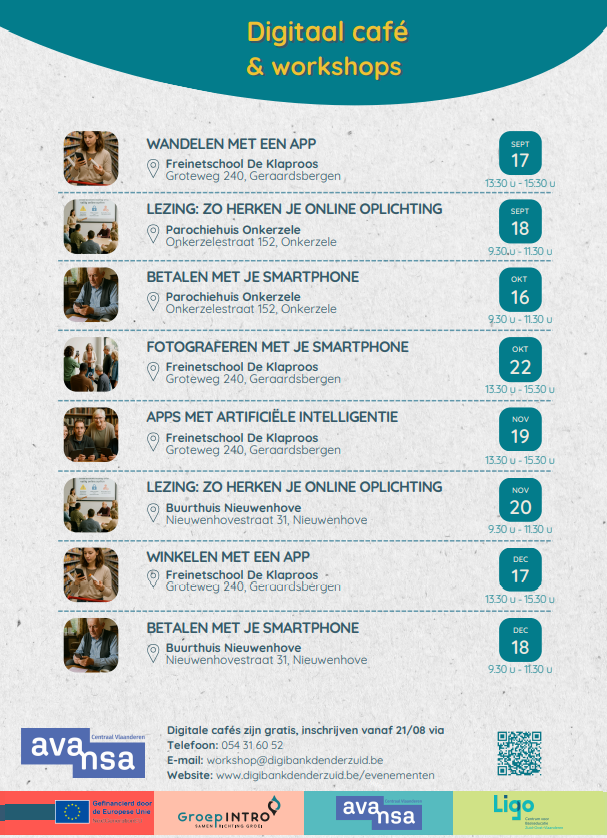 Digitaal café
& workshops
WANDELEN MET EEN APP
Freinetschool De Klaproos
Groteweg 240, Geraardsbergen
SEPT
17
13:30 u - 15:30 u
LEZING: ZO HERKEN JE ONLINE OPLICHTING
Parochiehuis Onkerzele
Onkerzelestraat 152, Onkerzele
SEPT
18
9.30 u - 11.30 u
BETALEN MET JE SMARTPHONE
Parochiehuis Onkerzele
Onkerzelestraat 152, Onkerzele
OKT
16
9.30 u - 11.30 u
FOTOGRAFEREN MET JE SMARTPHONE
Freinetschool De Klaproos
Groteweg 240, Geraardsbergen
OKT
22
13.30 u - 15.30 u
APPS MET ARTIFICIËLE INTELLIGENTIE
Freinetschool De Klaproos
Groteweg 240, Geraardsbergen
NOV
19
13.30 u - 15.30 u
LEZING: ZO HERKEN JE ONLINE OPLICHTING
Buurthuis Nieuwenhove
Nieuwenhovestraat 31, Nieuwenhove
NOV
20
9.30 u - 11.30 u
WINKELEN MET EEN APP
Freinetschool De Klaproos
Groteweg 240, Geraardsbergen
DEC
17
13.30 u - 15.30 u
BETALEN MET JE SMARTPHONE
Buurthuis Nieuwenhove
Nieuwenhovestraat 31, Nieuwenhove
DEC
18
9.30 u - 11.30 u
Centraal Vlaanderen
avansa
Digitale cafés zijn gratis, inschrijven vanaf 21/08 via
Telefoon: 054 31 60 52
E-mail: workshop@digibankdenderzuid.be
Website: www.digibankdenderzuid.be/evenementen
Gefinancierd door
de Europese Unie
Groep INTRO
SAMEN RICHTING GROEI
Centraal Vlaanderen
avansa
Ligo
Centrum voor
Basiseducatie